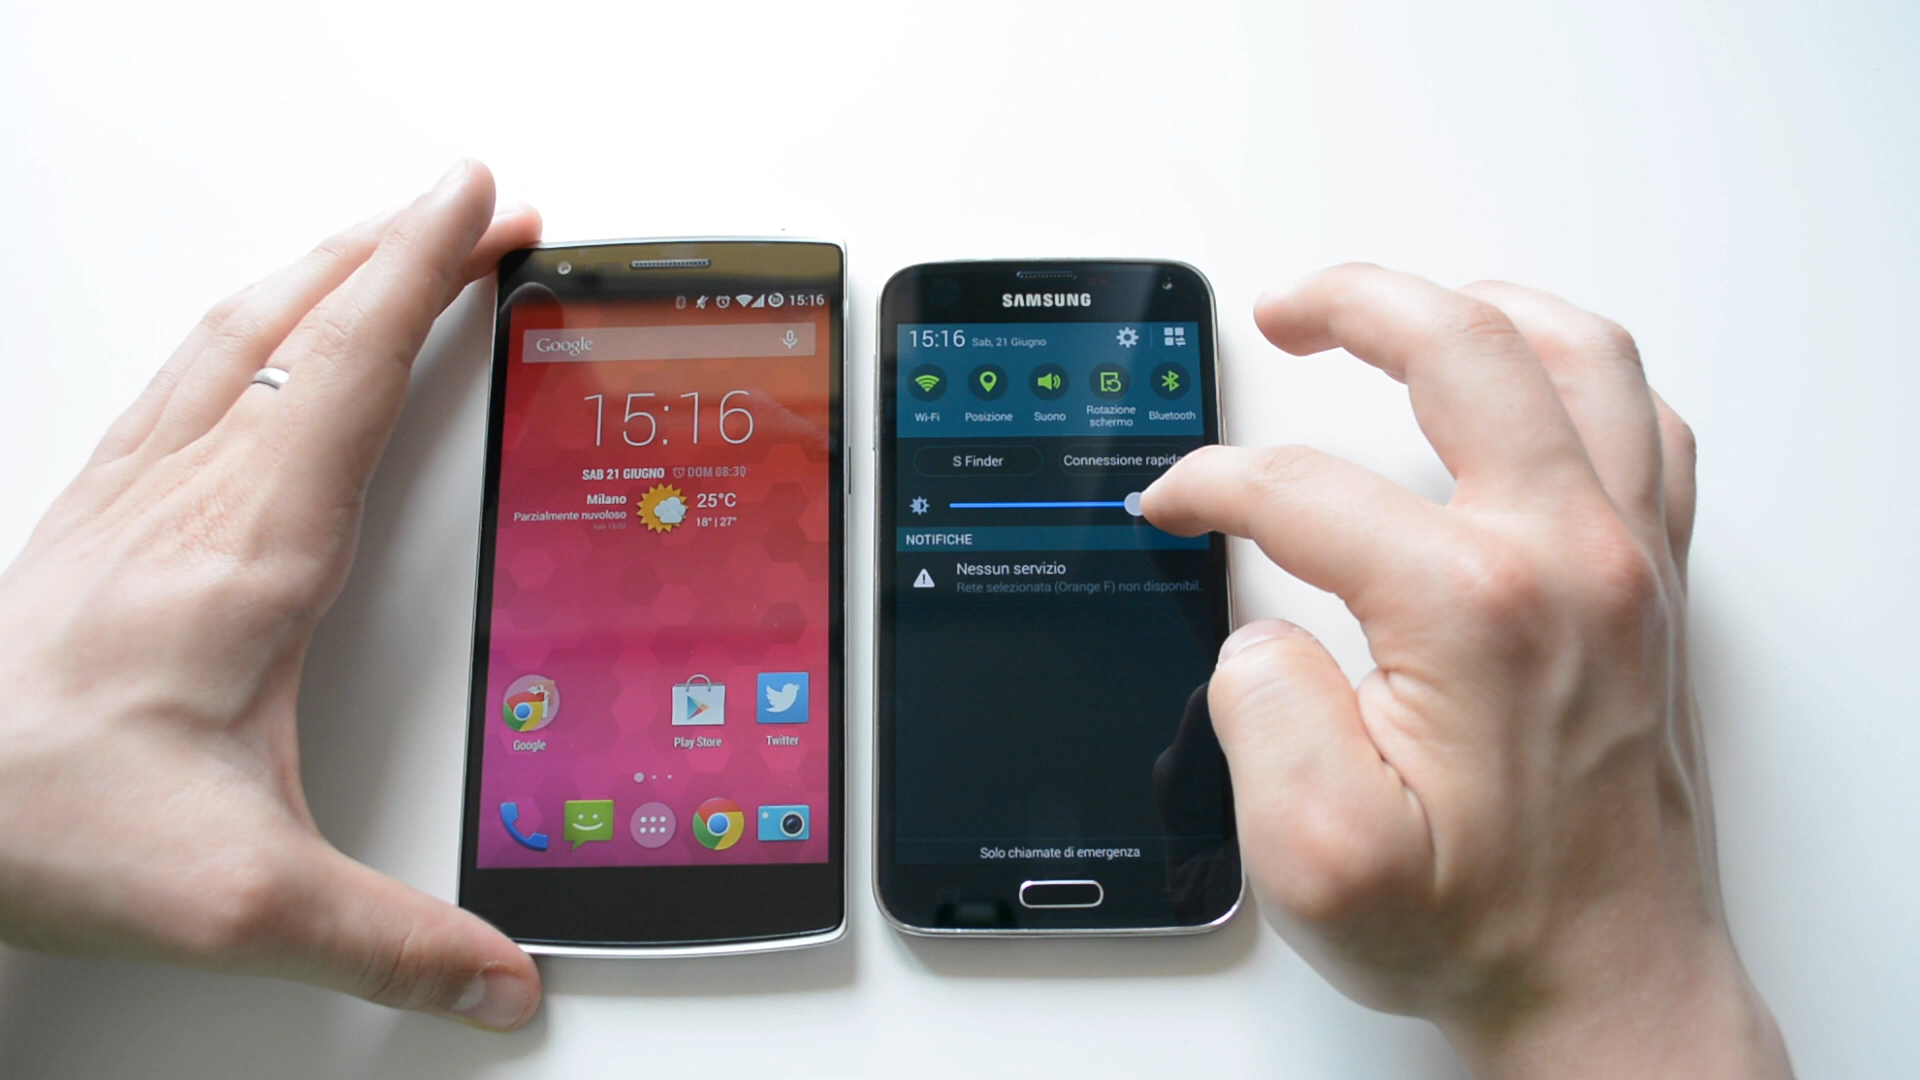 15:16
Google
15:16
SAB 21 GIUGNO DOM 08:30
Milano
Parzialmente nuvoloso
25°C
18° | 27°
Google
Play Store
Twitter
SAMSUNG
15:16 Sab, 21 Giugno
Wi-Fi
Posizione
Suono
Rotazione
schermo
Bluetooth
S Finder
Connessione rapida
NOTIFICHE
Nessun servizio
Rete selezionata (Orange F) non disponibil..
Solo chiamate di emergenza